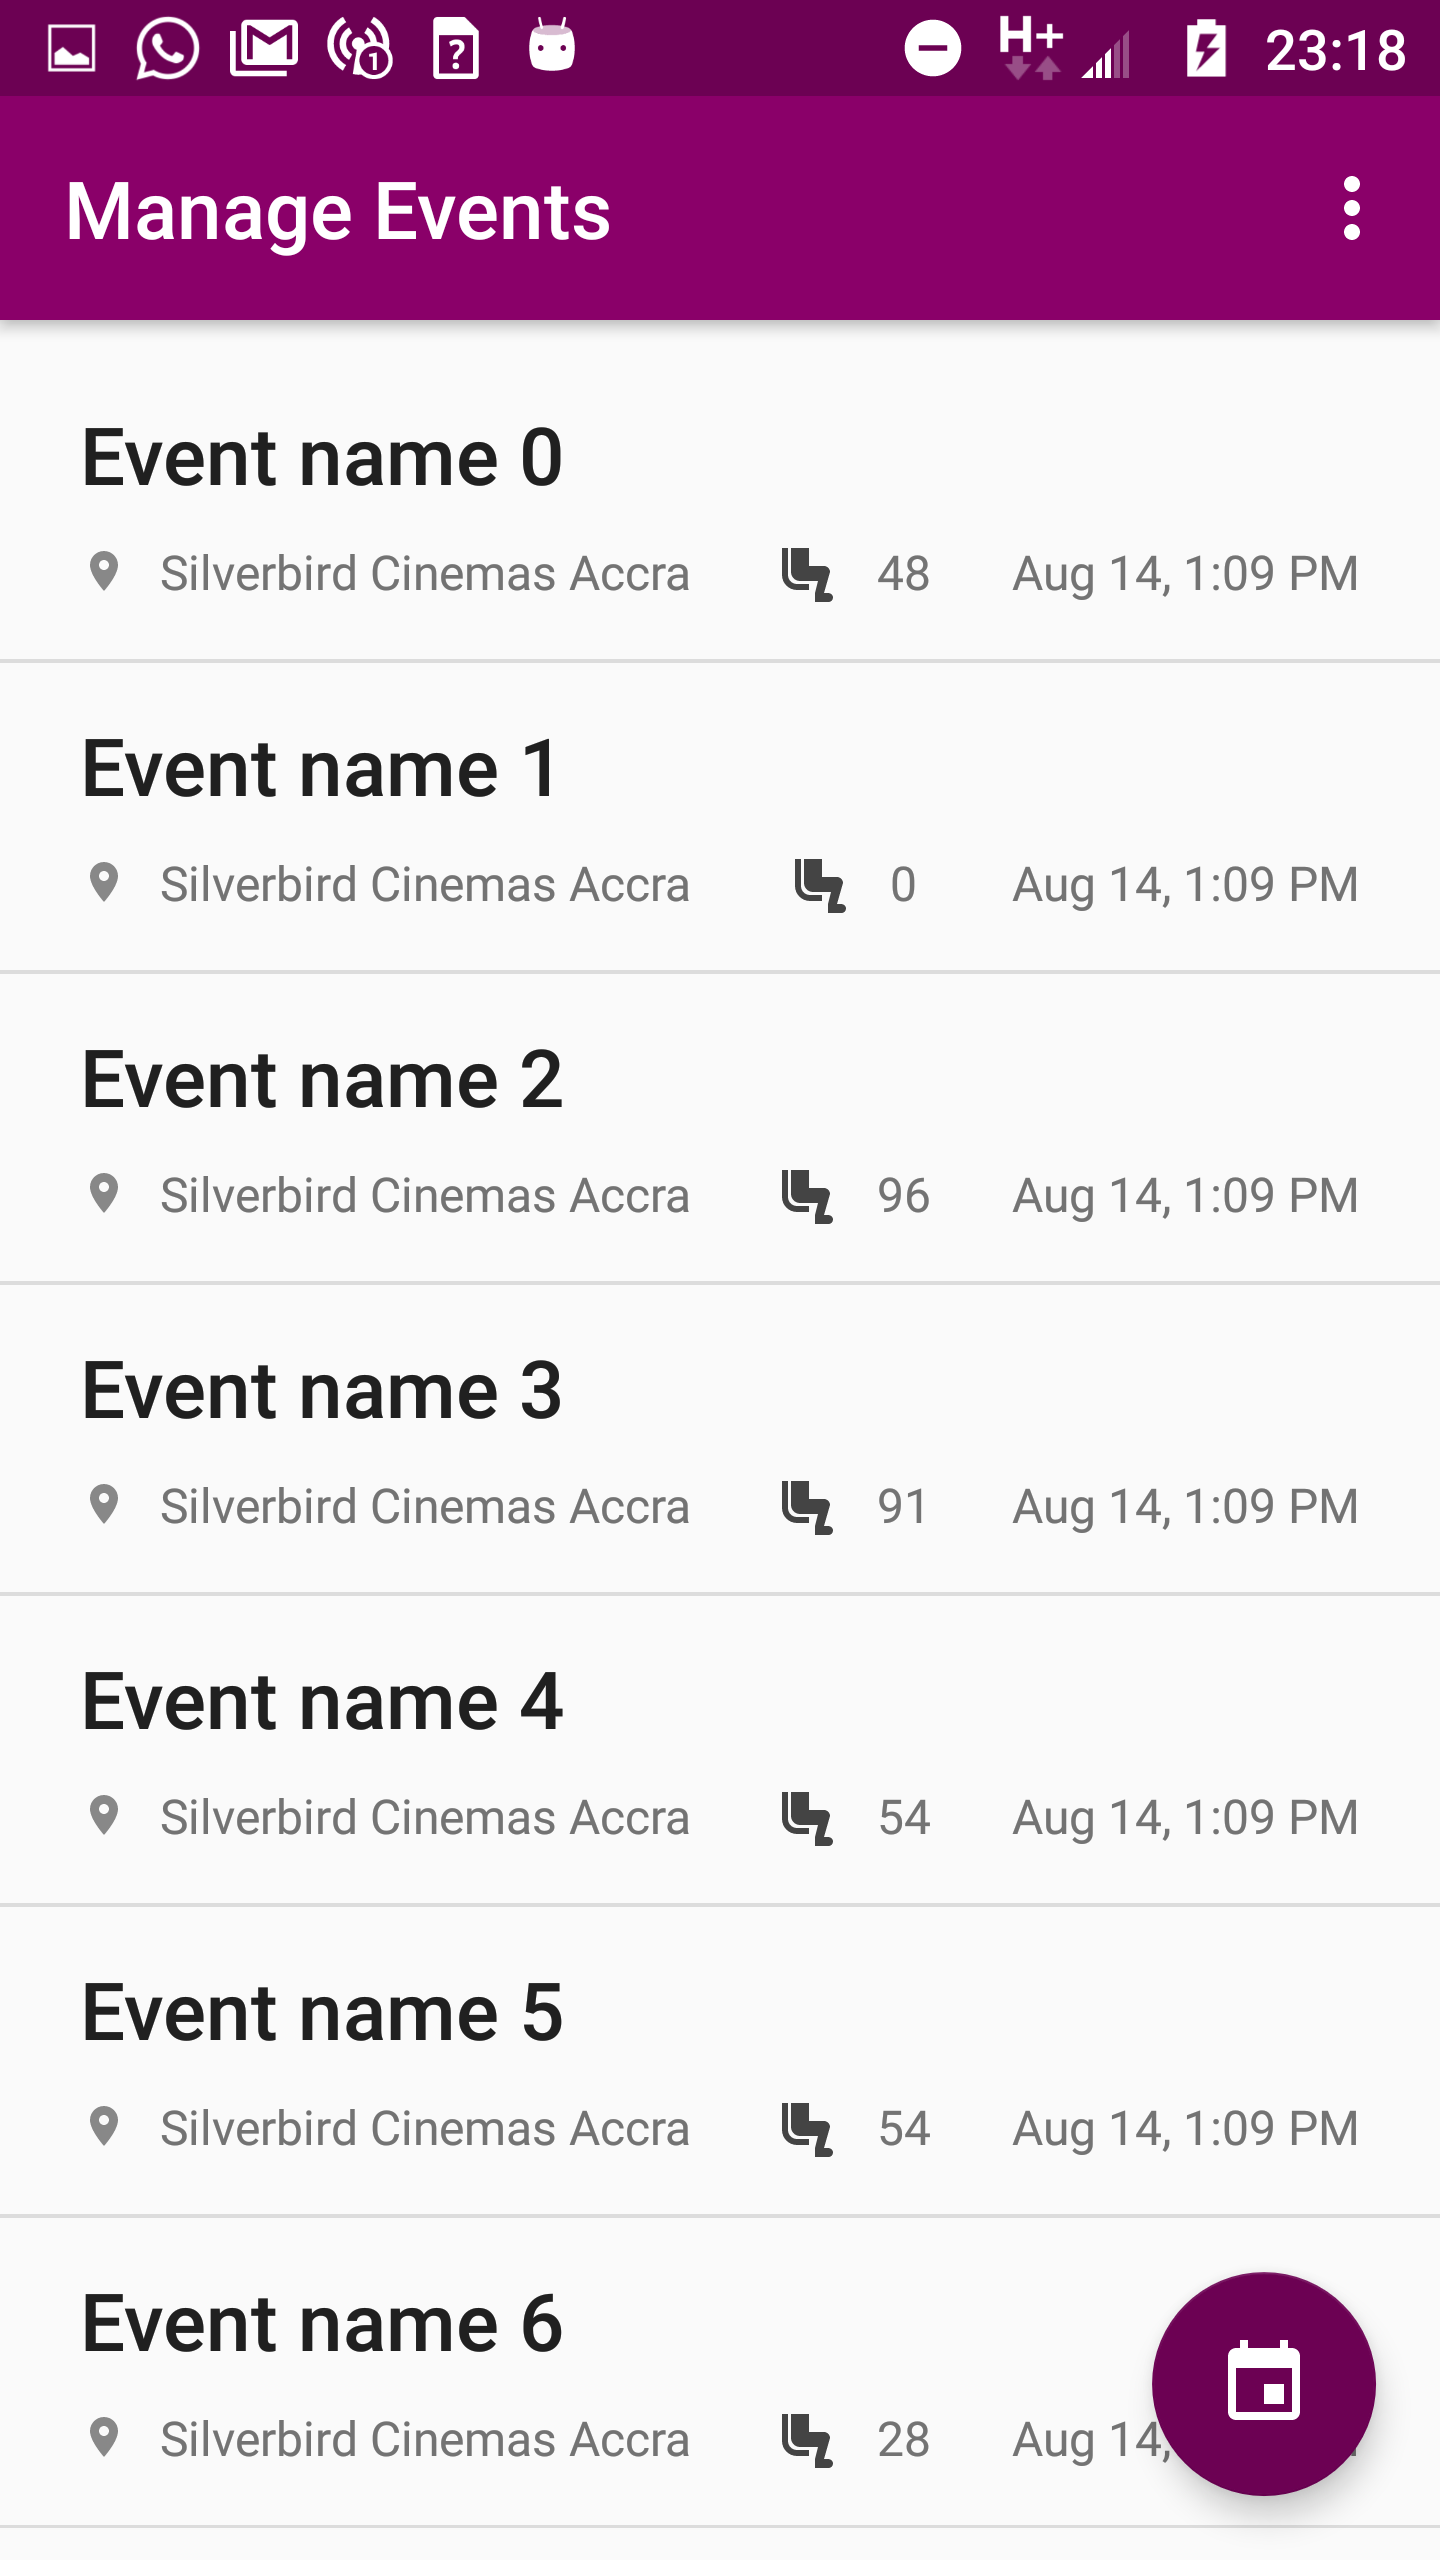 H+ 23:18
Manage Events
Event name 0
Silverbird Cinemas Accra 48 Aug 14, 1:09 PM
Event name 1
Silverbird Cinemas Accra 0 Aug 14, 1:09 PM
Event name 2
Silverbird Cinemas Accra 96 Aug 14, 1:09 PM
Event name 3
Silverbird Cinemas Accra 91 Aug 14, 1:09 PM
Event name 4
Silverbird Cinemas Accra 54 Aug 14, 1:09 PM
Event name 5
Silverbird Cinemas Accra 54 Aug 14, 1:09 PM
Event name 6
Silverbird Cinemas Accra 28 Aug 14,